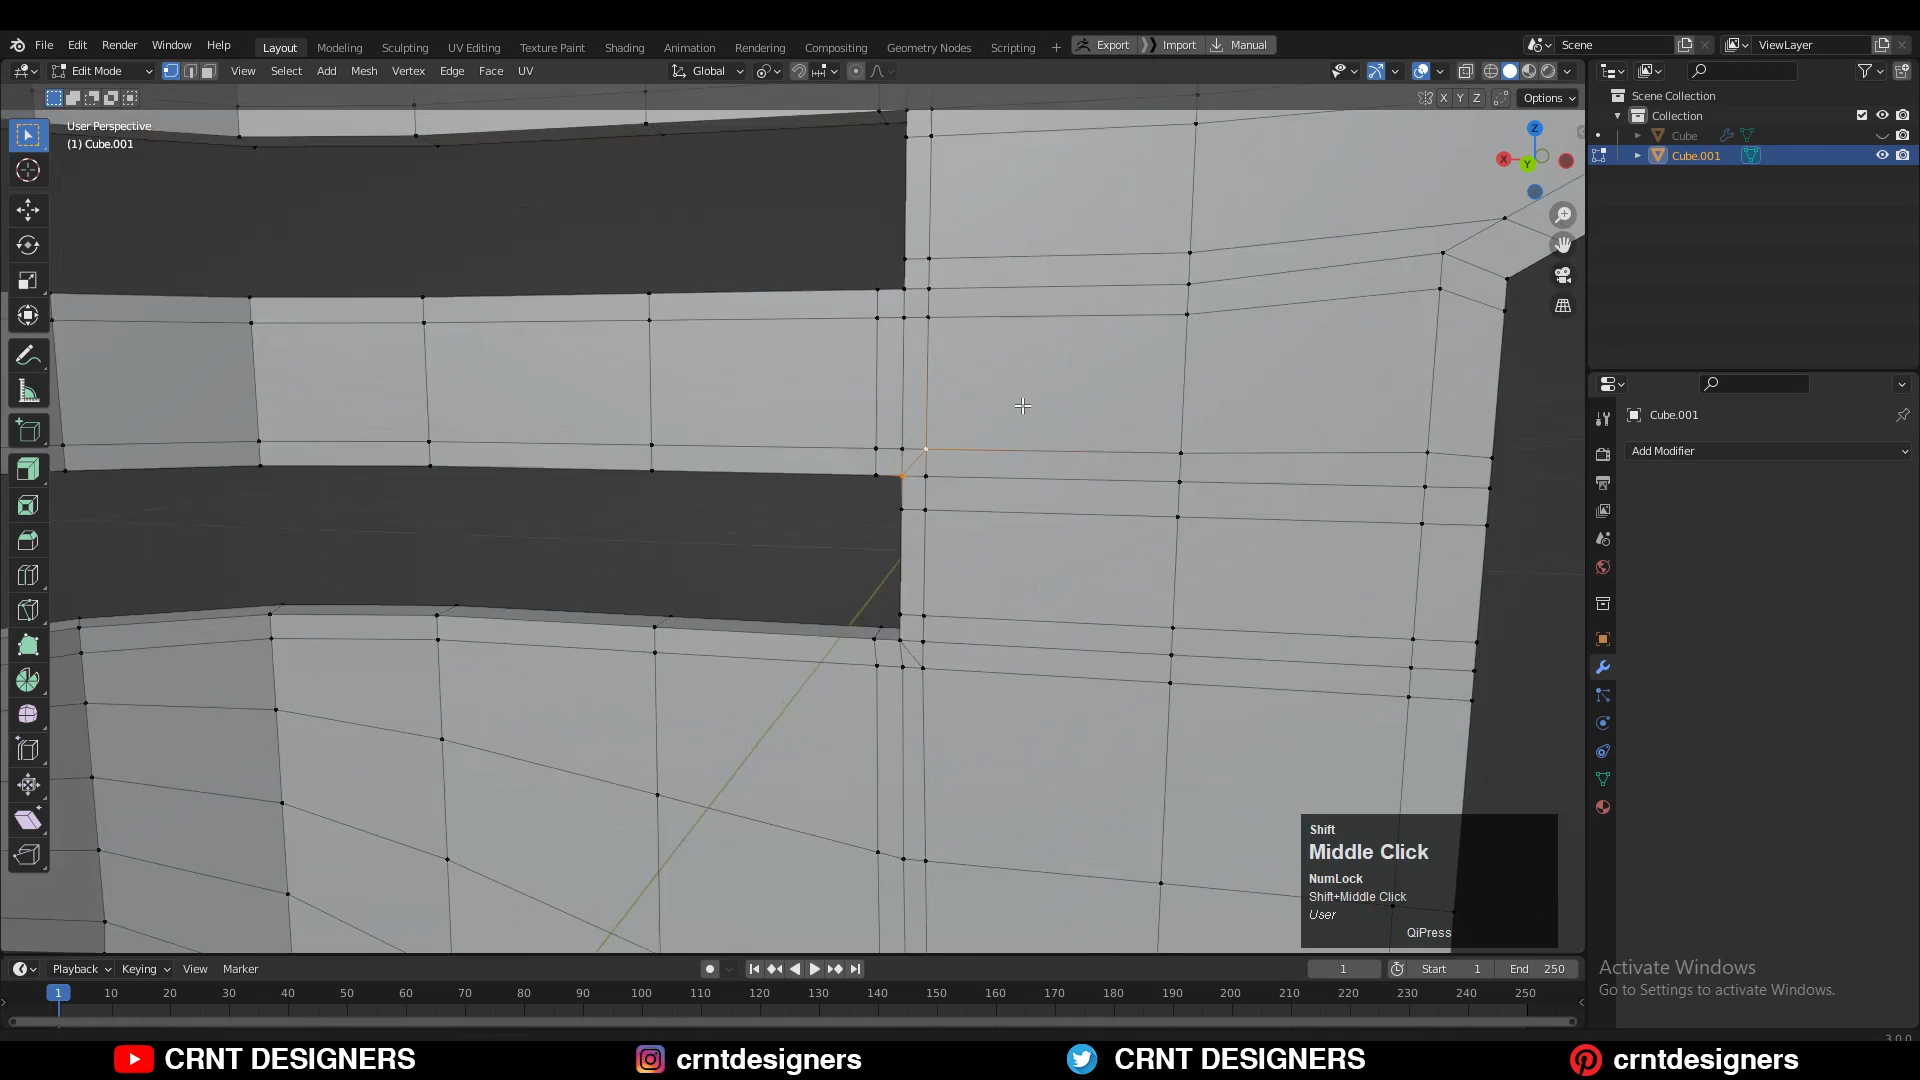 File Edit Render Window Help Layout Modeling Sculpting UV Editing Texture Paint Shading Animation Rendering Compositing Geometry Nodes Scripting + Export Import Manual Scene ViewLayer
Edit Mode View Select Add Mesh Vertex Edge Face UV Global
X Y Z Options
User Perspective
(1) Cube.001
Z
X
Y
Scene Collection
Collection
Cube
Cube.001
Cube.001
Add Modifier
Shift
Middle Click
NumLock
Shift+Middle Click
User
QiPress
Activate Windows
Go to Settings to activate Windows.
Playback Keying View Marker 1 Start 1 End 250
1 10 20 30 40 50 60 70 80 90 100 110 120 130 140 150 160 170 180 190 200 210 220 230 240 250
3.0.0
CRNT DESIGNERS crntdesigners CRNT DESIGNERS crntdesigners